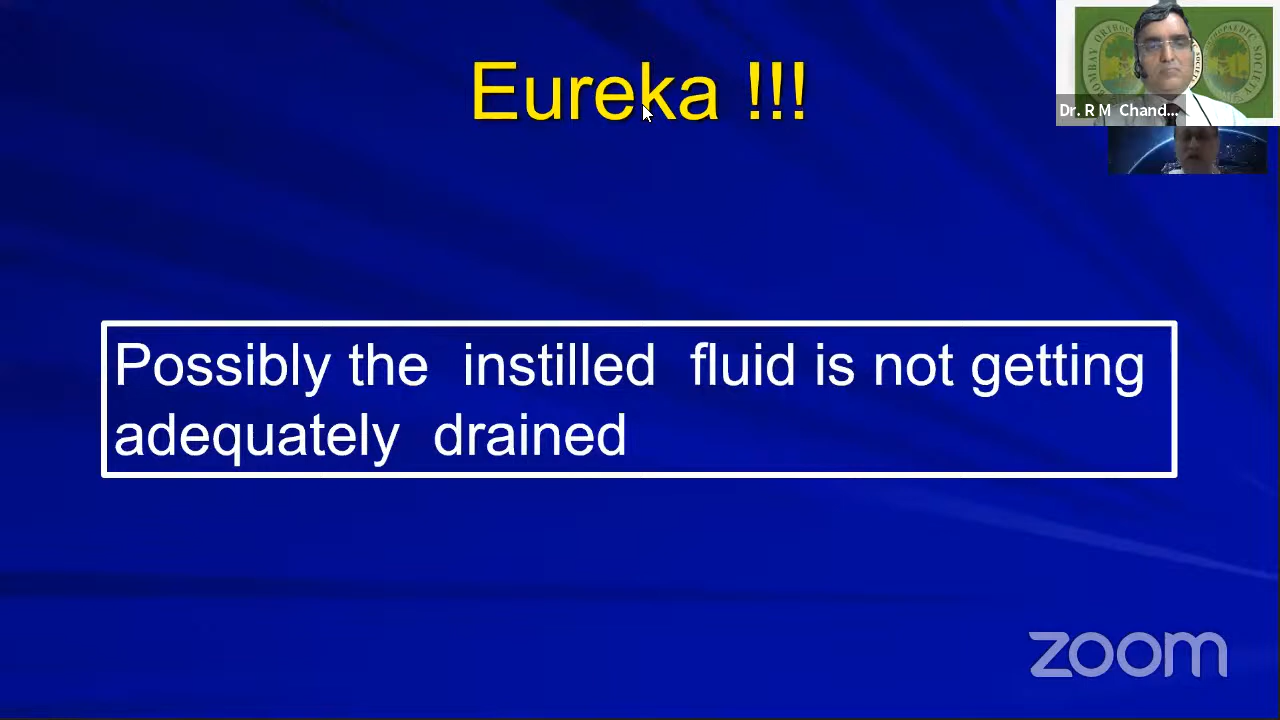 Eureka !!!
Dr. R M Chand...
Possibly the instilled fluid is not getting
adequately drained
zoom